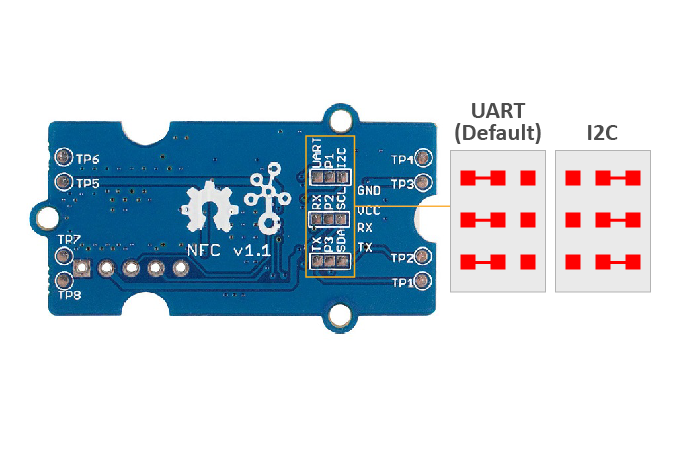 UART
(Default)
I2C
TP6
TP5
UART
P1
I2C
TP4
TP3
GND
RX
P2
SCL
VCC
RX
TX
P3
SDA
TX
TP7
TP8
NFC v1.1
TP2
TP1